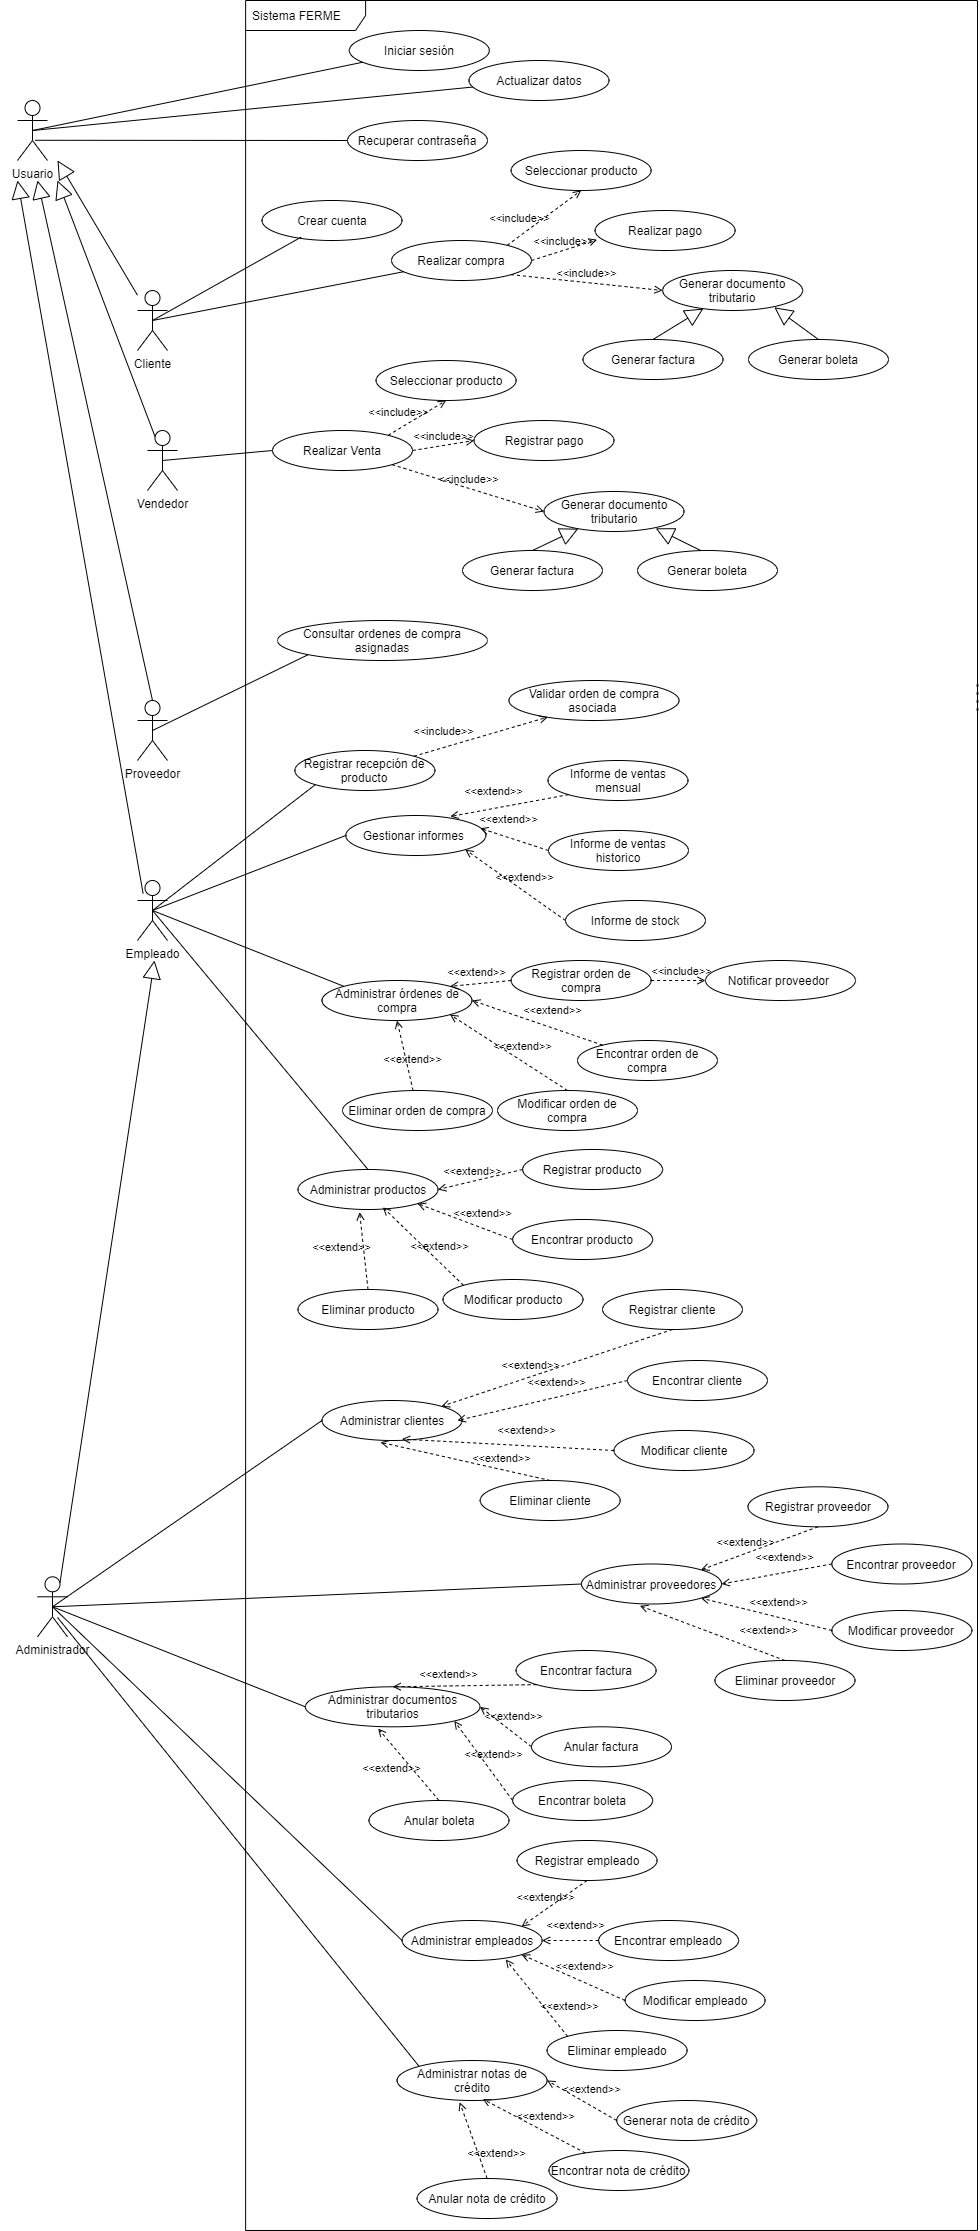 Sistema FERME
Iniciar sesión
Actualizar datos
Recuperar contraseña
Usuario
Seleccionar producto
<<include>>
Crear cuenta
Realizar pago
<<include>>
Realizar compra
<<include>>
Generar documento
tributario
Generar factura
Generar boleta
Cliente
Seleccionar producto
<<include>>
<<include>>
Registrar pago
Realizar Venta
<<include>>
Vendedor
Generar documento
tributario
Generar factura
Generar boleta
Consultar ordenes de compra
asignadas
Validar orden de compra
asociada
<<include>>
Registrar recepción de
producto
Proveedor
Informe de ventas
mensual
<<extend>>
<<extend>>
Gestionar informes
Informe de ventas
historico
<<extend>>
Informe de stock
Empleado
<<extend>>
Registrar orden de
compra
<<include>>
Notificar proveedor
Administrar órdenes de
compra
<<extend>>
<<extend>>
Encontrar orden de
compra
<<extend>>
Eliminar orden de compra
Modificar orden de
compra
Registrar producto
<<extend>>
Administrar productos
<<extend>>
Encontrar producto
<<extend>>
<<extend>>
Modificar producto
Eliminar producto
Registrar cliente
<<extend>>
<<extend>>
Encontrar cliente
Administrar clientes
<<extend>>
Modificar cliente
<<extend>>
Eliminar cliente
Registrar proveedor
<<extend>>
<<extend>>
Encontrar proveedor
Administrar proveedores
<<extend>>
<<extend>>
Modificar proveedor
Administrador
Eliminar proveedor
<<extend>>
Encontrar factura
Administrar documentos
tributarios
<<extend>>
Anular factura
<<extend>>
<<extend>>
Encontrar boleta
Anular boleta
Registrar empleado
<<extend>>
<<extend>>
Administrar empleados
Encontrar empleado
<<extend>>
Modificar empleado
<<extend>>
Eliminar empleado
Administrar notas de
crédito
<<extend>>
<<extend>>
Generar nota de crédito
<<extend>>
Encontrar nota de crédito
Anular nota de crédito